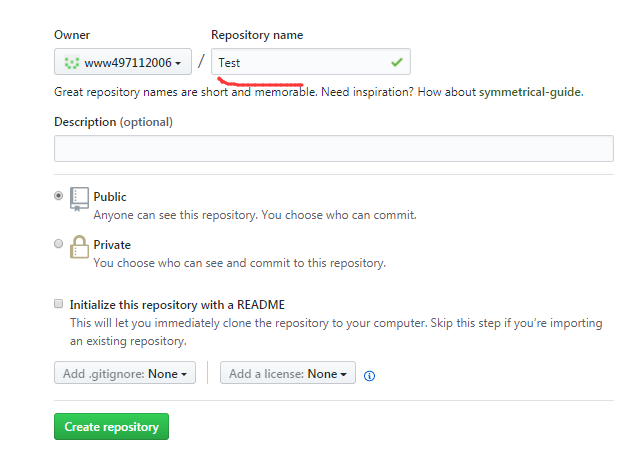 Owner Repository name
www497112006 / Test
Great repository names are short and memorable. Need inspiration? How about symmetrical-guide.
Description (optional)
Public
Anyone can see this repository. You choose who can commit.
Private
You choose who can see and commit to this repository.
Initialize this repository with a README
This will let you immediately clone the repository to your computer. Skip this step if you’re importing
an existing repository.
Add .gitignore: None Add a license: None
Create repository